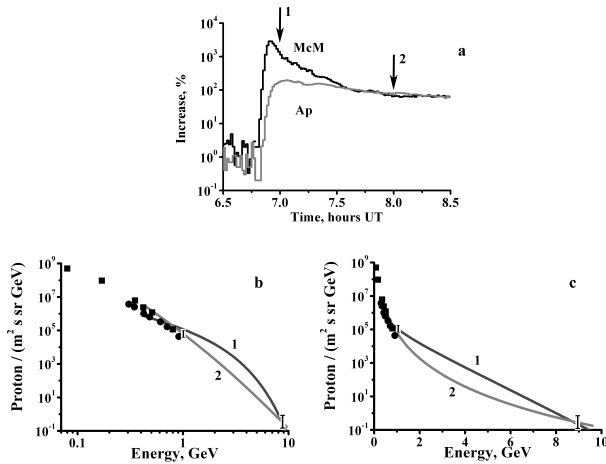 1
10⁴
McM
a
10³
2
Increase, %
10²
10¹
Ap
10⁰
10⁻¹
6.5 7.0 7.5 8.0 8.5
Time, hours UT
10⁹
b
10⁷
10⁵
1
10³
2
10¹
10⁻¹
Proton / (m² s sr GeV)
0.1 1 10
Energy, GeV
10⁹
c
10⁷
10⁵
1
10³
2
10¹
10⁻¹
Proton / (m² s sr GeV)
0 2 4 6 8 10
Energy, GeV